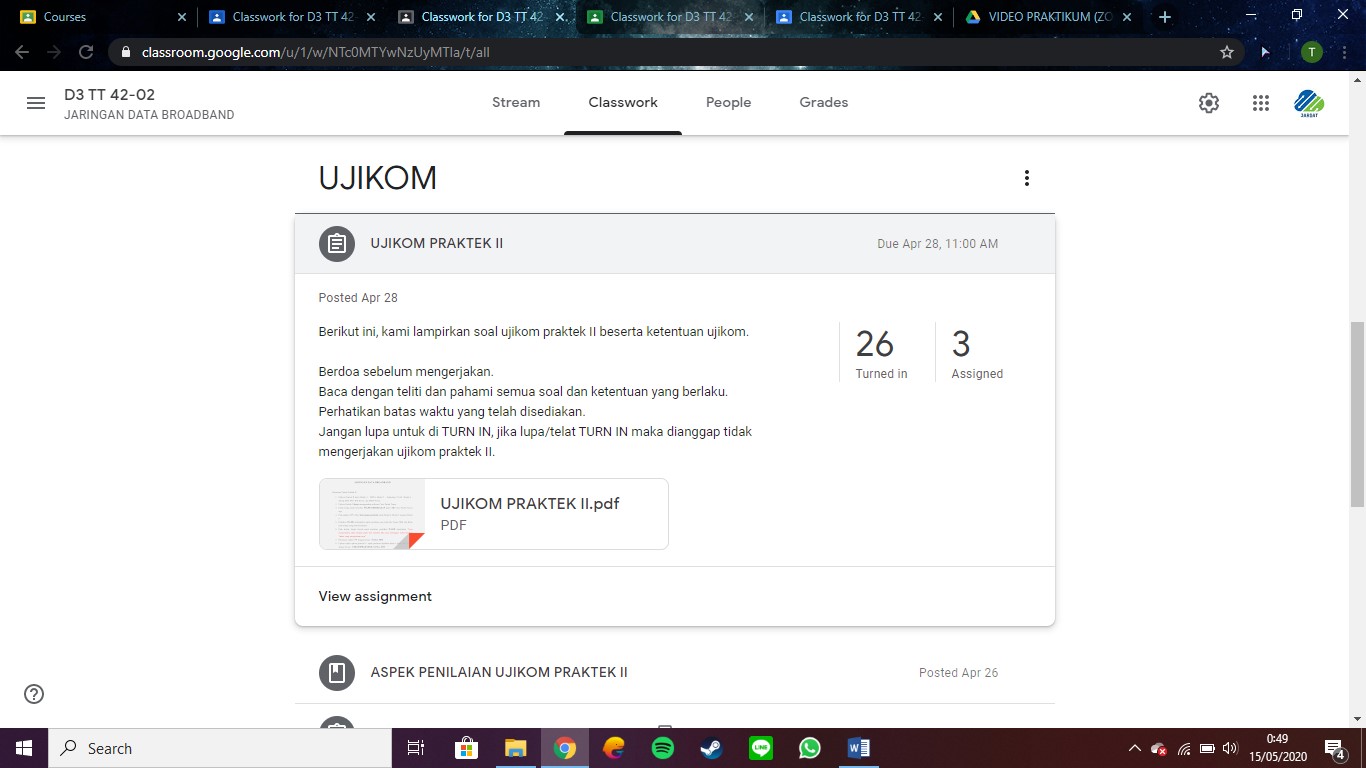 Courses
Classwork for D3 TT 42-
Classwork for D3 TT 42-
Classwork for D3 TT 42-
Classwork for D3 TT 42-
VIDEO PRAKTIKUM (ZO
classroom.google.com/u/1/w/NTc0MTYwNzUyMTIa/t/all
T
D3 TT 42-02
JARINGAN DATA BROADBAND
Stream
Classwork
People
Grades
JARDAT
UJIKOM
UJIKOM PRAKTEK II
Due Apr 28, 11:00 AM
Posted Apr 28
Berikut ini, kami lampirkan soal ujikom praktek II beserta ketentuan ujikom.
Berdoa sebelum mengerjakan.
Baca dengan teliti dan pahami semua soal dan ketentuan yang berlaku.
Perhatikan batas waktu yang telah disediakan.
Jangan lupa untuk di TURN IN, jika lupa/telat TURN IN maka dianggap tidak
mengerjakan ujikom praktek II.
26
Turned in
3
Assigned
UJIKOM PRAKTEK II.pdf
PDF
View assignment
ASPEK PENILAIAN UJIKOM PRAKTEK II
Posted Apr 26
Search
LINE
0:49
15/05/2020
4